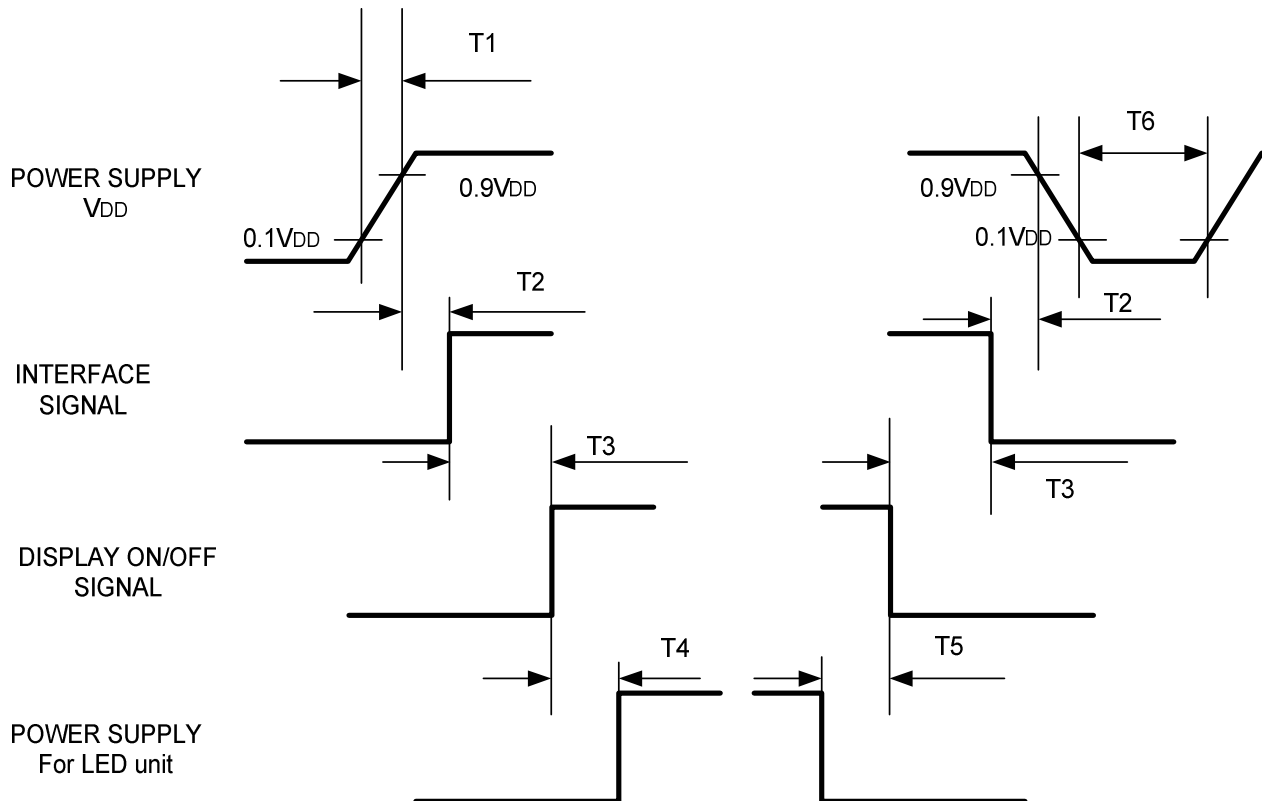 T1
POWER SUPPLY
VDD
0.9VDD
0.1VDD
T6
0.9VDD
0.1VDD
T2
T2
INTERFACE
SIGNAL
T3
T3
DISPLAY ON/OFF
SIGNAL
T4
T5
POWER SUPPLY
For LED unit